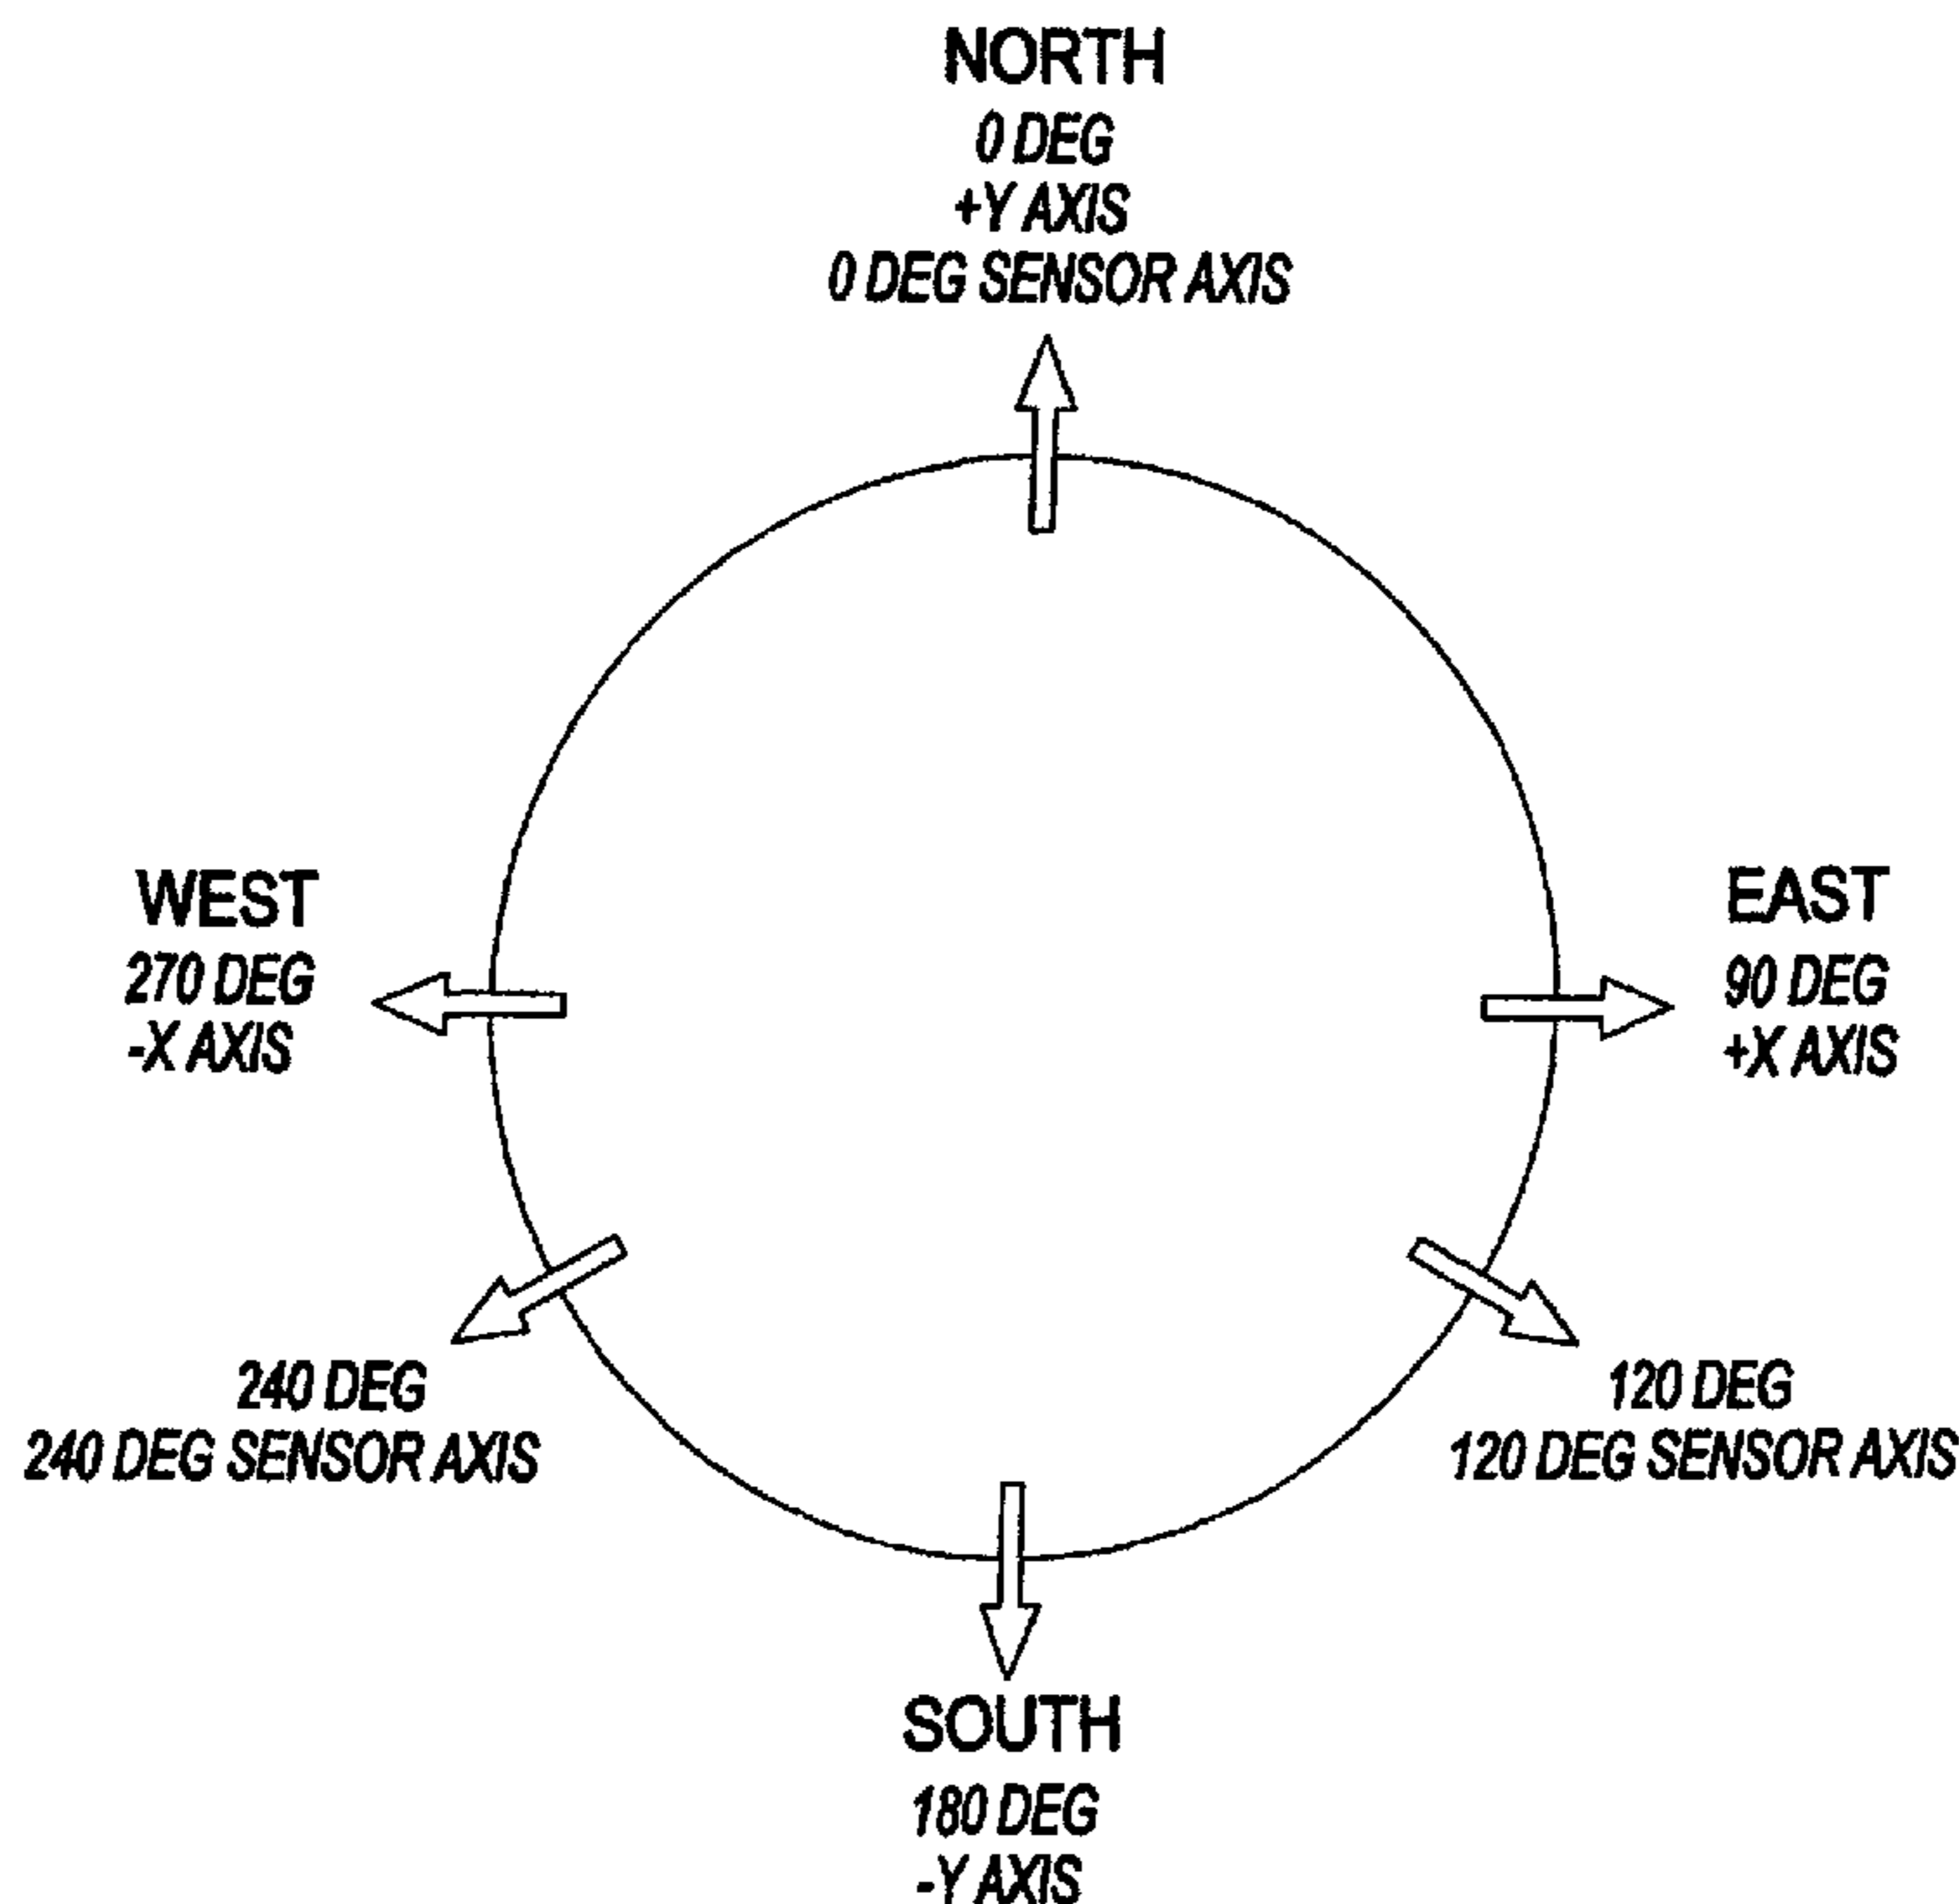 NORTH
0 DEG
+Y AXIS
0 DEG SENSOR AXIS
WEST
270 DEG
-X AXIS
EAST
90 DEG
+X AXIS
240 DEG
240 DEG SENSOR AXIS
120 DEG
120 DEG SENSOR AXIS
SOUTH
180 DEG
-Y AXIS